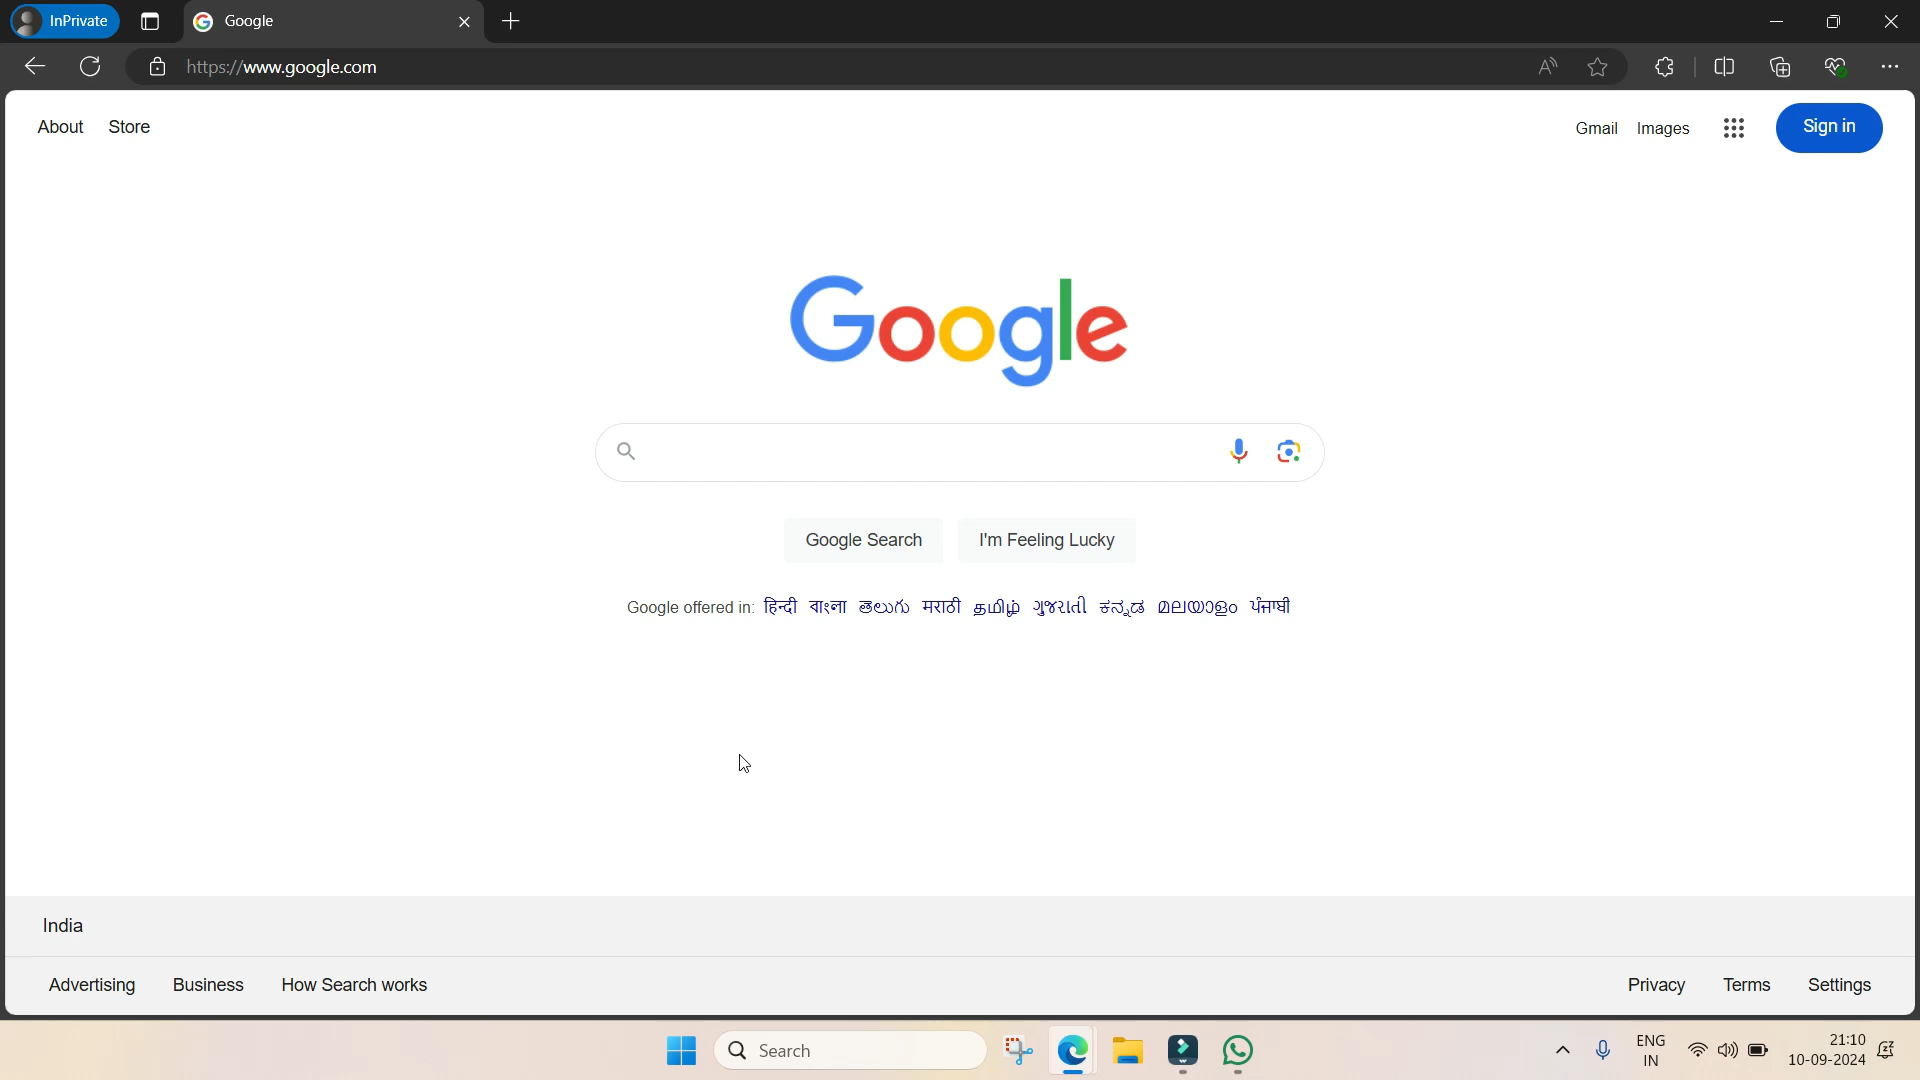 InPrivate
Google
https://www.google.com
About Store
Gmail Images
Sign in
Google
Google Search
I'm Feeling Lucky
Google offered in: हिन्दी বাংলা తెలుగు मराठी தமிழ் ગુજરાતી ಕನ್ನಡ മലയാളം ਪੰਜਾਬੀ
India
Advertising Business How Search works
Privacy Terms Settings
Search
ENG
IN
21:10
10-09-2024